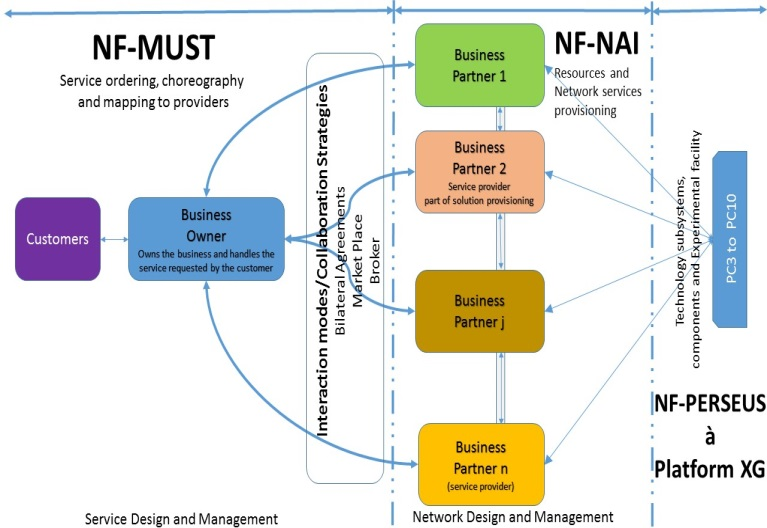 NF-MUST
Service ordering, choreography
and mapping to providers
Customers
Business
Owner
Owns the business and handles the
service requested by the customer
Interaction modes/Collaboration Strategies
Bilateral Agreements
Market Place
Broker
Service Design and Management
NF-NAI
Resources and
Network services
provisioning
Business
Partner 1
Business
Partner 2
Service provider
part of solution provisioning
Business
Partner j
Business
Partner n
(service provider)
Network Design and Management
Technology subsystems,
components and Experimental facility
PC3 to PC10
NF-PERSEUS
à
Platform XG